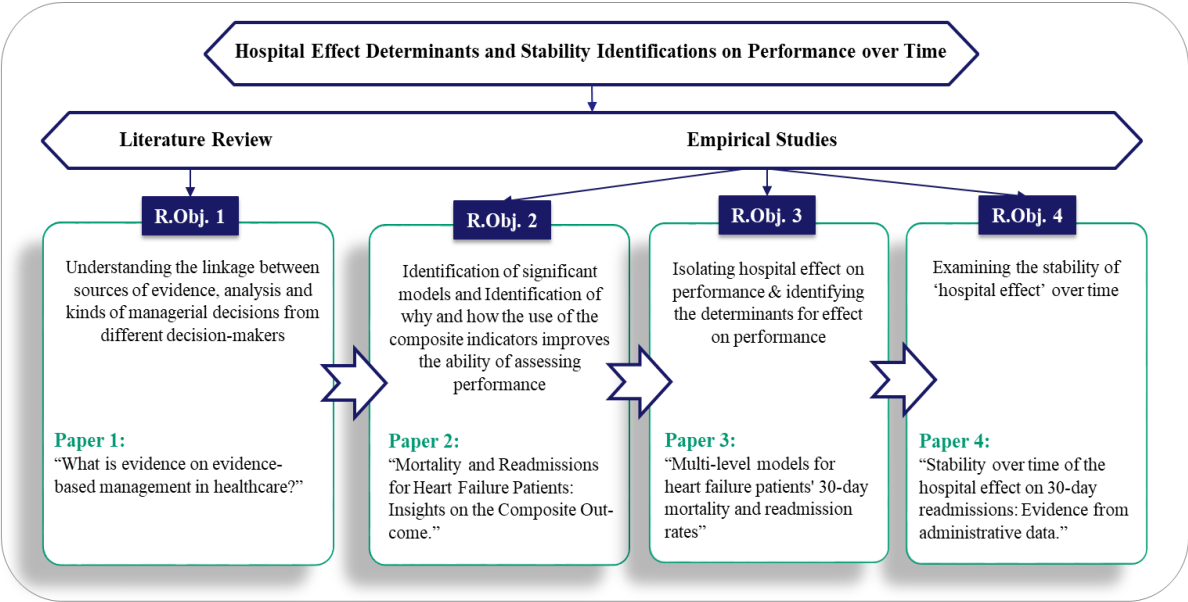 Hospital Effect Determinants and Stability Identifications on Performance over Time
Literature Review
Empirical Studies
R.Obj. 1
Understanding the linkage between
sources of evidence, analysis and
kinds of managerial decisions from
different decision-makers
Paper 1:
“What is evidence on evidence-
based management in healthcare?”
R.Obj. 2
Identification of significant
models and Identification of
why and how the use of the
composite indicators improves
the ability of assessing
performance
Paper 2:
“Mortality and Readmissions
for Heart Failure Patients:
Insights on the Composite Out-
come.”
R.Obj. 3
Isolating hospital effect on
performance & identifying
the determinants for effect
on performance
Paper 3:
“Multi-level models for
heart failure patients' 30-day
mortality and readmission
rates”
R.Obj. 4
Examining the stability of
‘hospital effect’ over time
Paper 4:
“Stability over time of the
hospital effect on 30-day
readmissions: Evidence from
administrative data.”